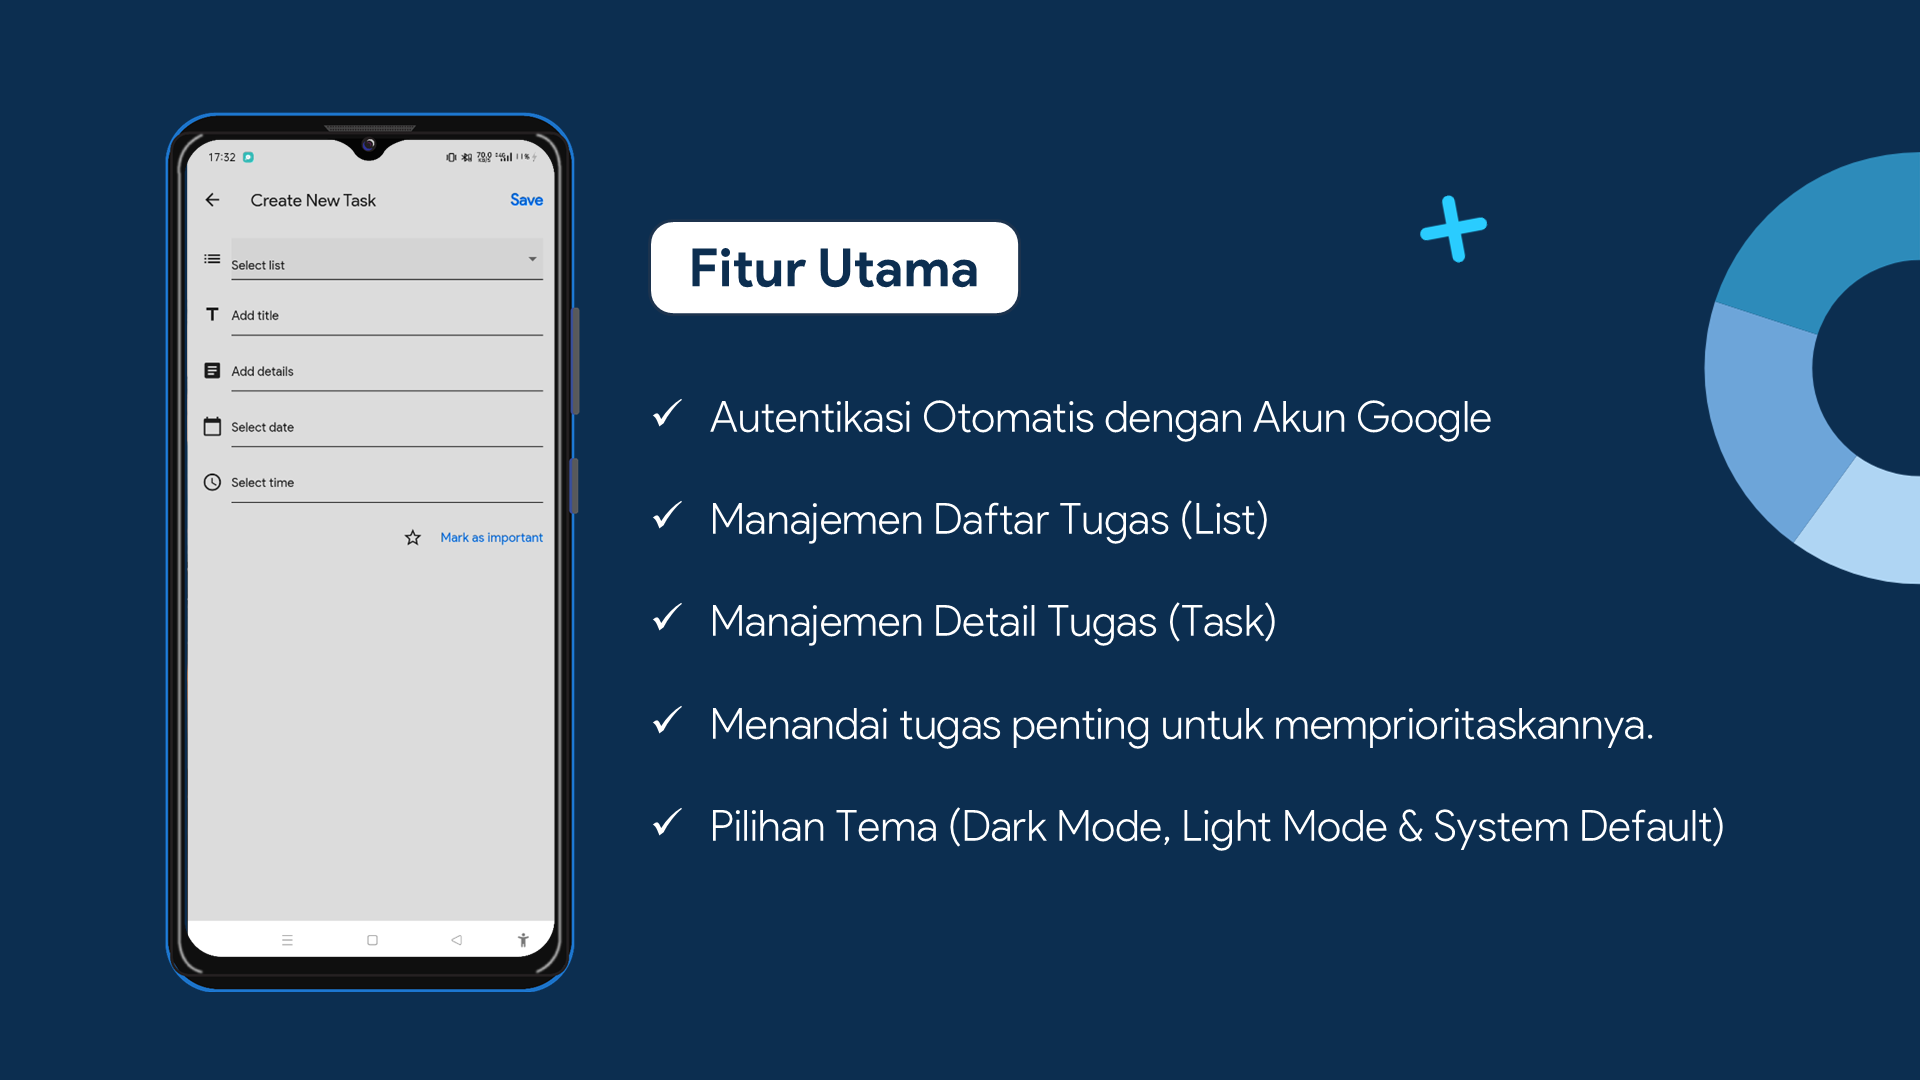 17:32
Create New Task
Save
Select list
Add title
Add details
Select date
Select time
Mark as important
Fitur Utama
Autentikasi Otomatis dengan Akun Google
Manajemen Daftar Tugas (List)
Manajemen Detail Tugas (Task)
Menandai tugas penting untuk memprioritaskannya.
Pilihan Tema (Dark Mode, Light Mode & System Default)